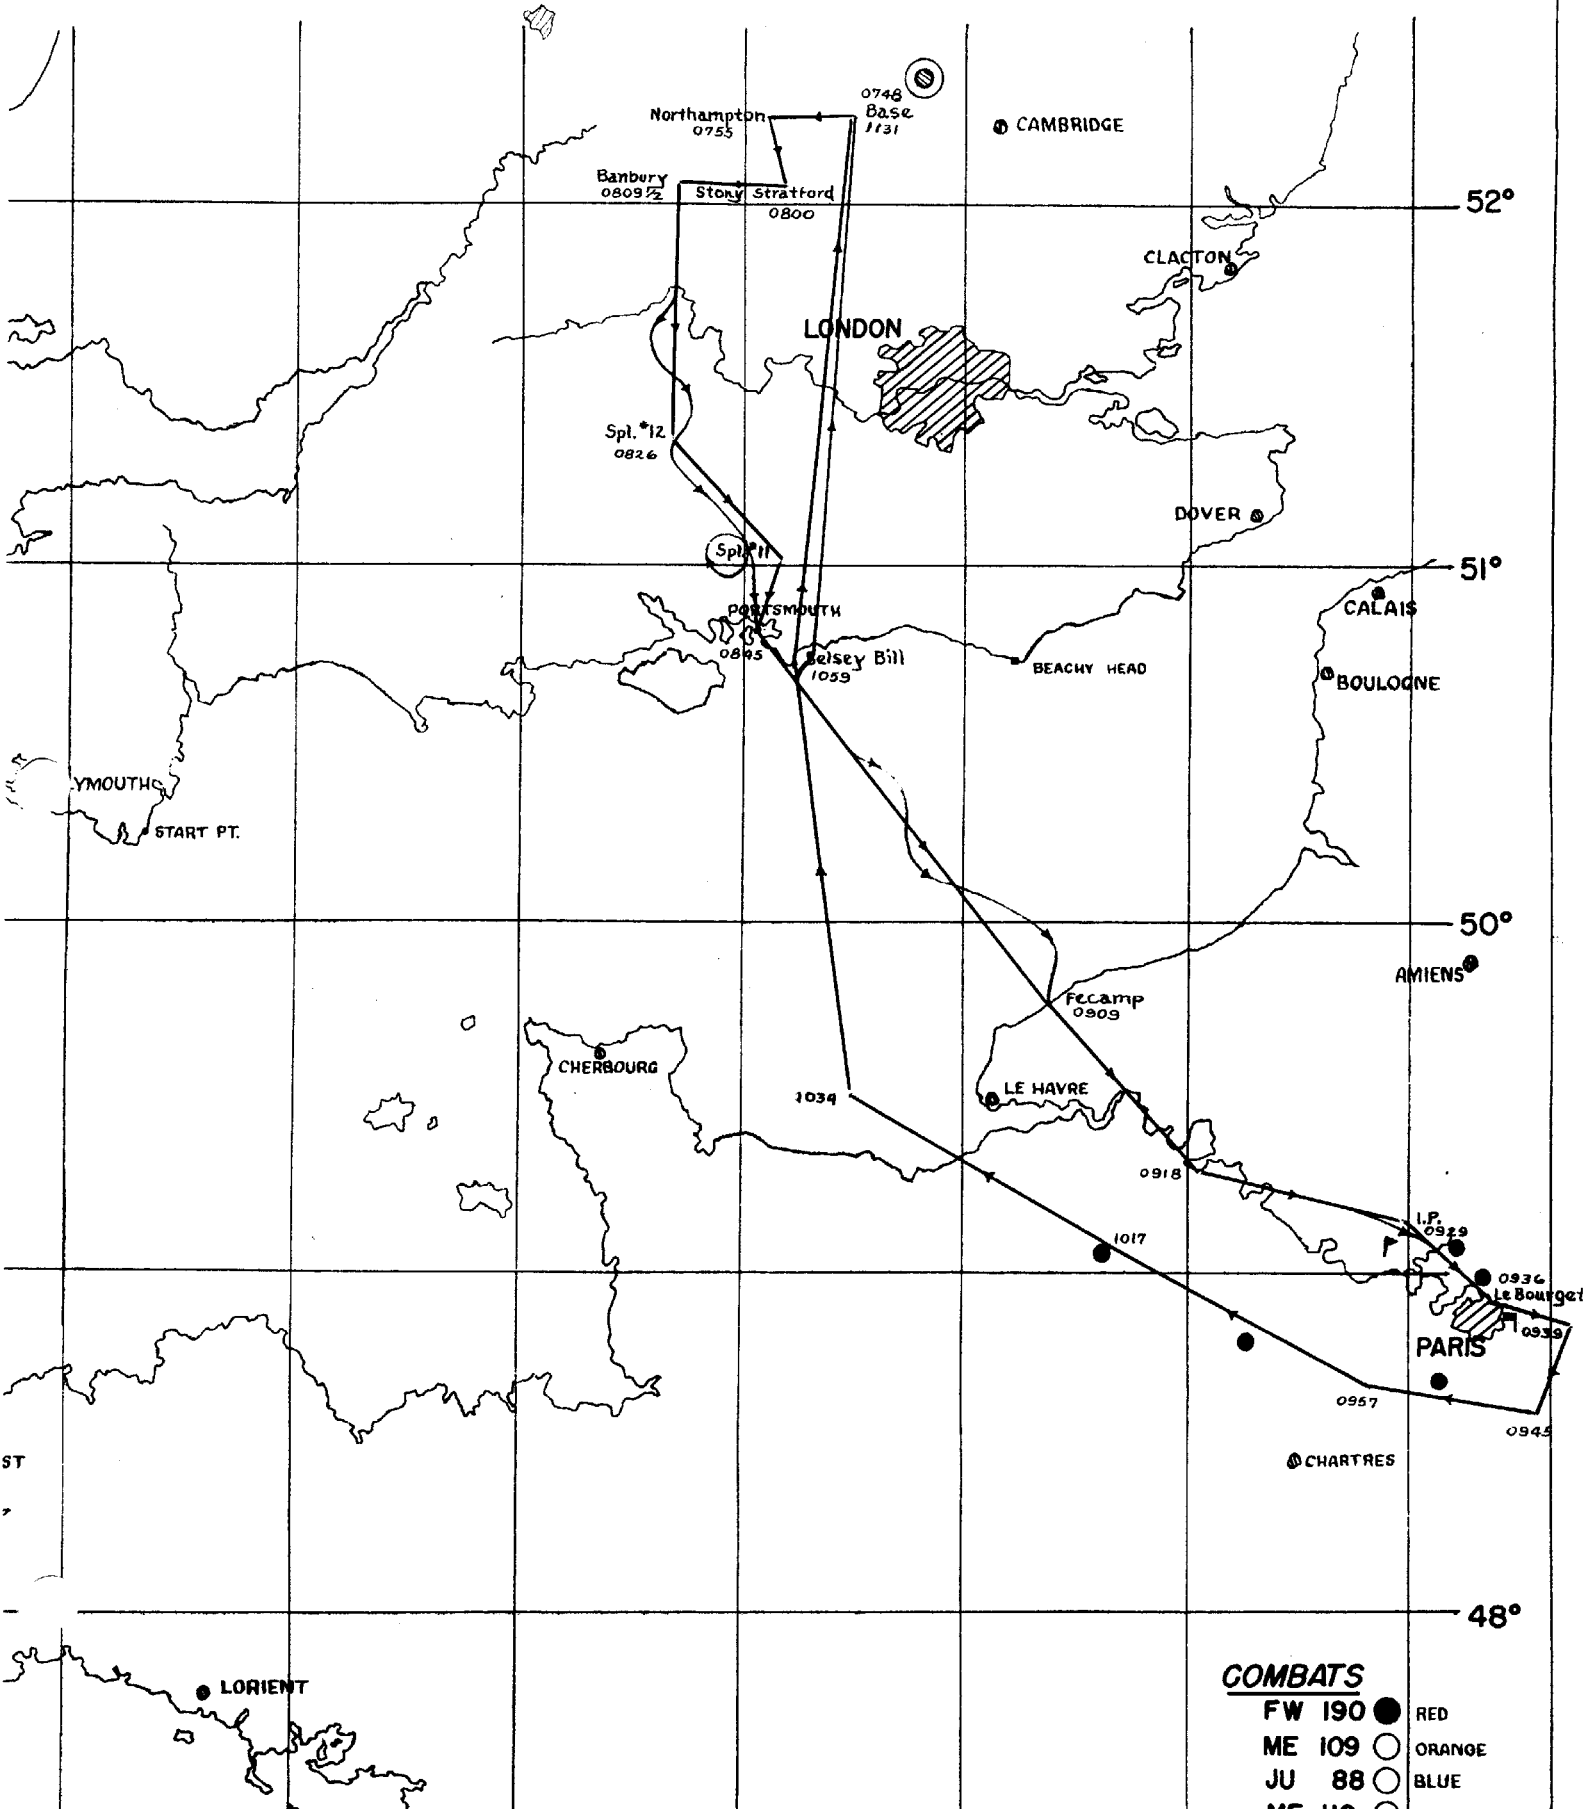 0748
Base
1131
Northampton
0755
CAMBRIDGE
Banbury
0809½
Stony Stratford
0800
52°
CLACTON
LONDON
Spl. #12
0826
DOVER
Spl. #11
51°
PORTSMOUTH
CALAIS
0845
Selsey Bill
1059
BEACHY HEAD
BOULOGNE
YMOUTH
START PT.
50°
AMIENS
Fecamp
0909
CHERBOURG
LE HAVRE
1034
0918
I.P.
0929
1017
0936
Le Bourget
0939
PARIS
0957
0945
CHARTRES
ST
48°
LORIENT
COMBATS
FW 190 RED
ME 109 ORANGE
JU 88 BLUE